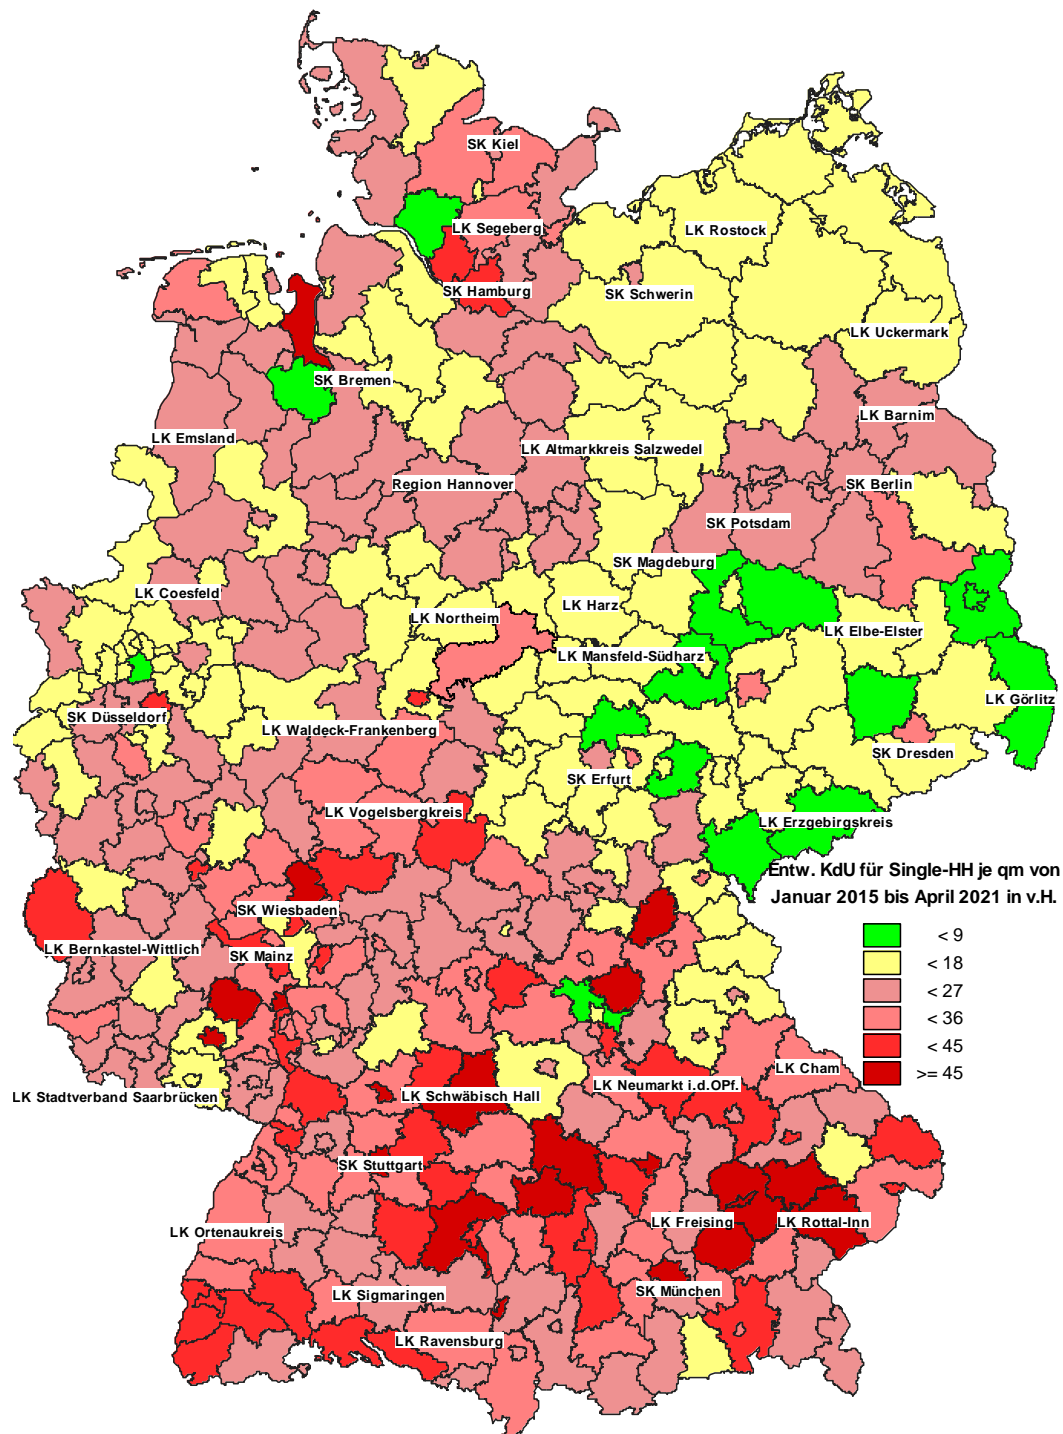 SK Kiel
LK Segeberg
LK Rostock
SK Hamburg
SK Schwerin
LK Uckermark
SK Bremen
LK Barnim
LK Emsland
LK Altmarkkreis Salzwedel
Region Hannover
SK Berlin
SK Potsdam
SK Magdeburg
LK Coesfeld
LK Harz
LK Northeim
LK Elbe-Elster
LK Mansfeld-Südharz
LK Görlitz
SK Düsseldorf
LK Waldeck-Frankenberg
SK Dresden
SK Erfurt
LK Vogelsbergkreis
LK Erzgebirgskreis
Entw. KdU für Single-HH je qm von
Januar 2015 bis April 2021 in v.H.
SK Wiesbaden
< 9
LK Bernkastel-Wittlich
SK Mainz
< 18
< 27
< 36
< 45
>= 45
LK Cham
LK Neumarkt i.d.OPf.
LK Stadtverband Saarbrücken
LK Schwäbisch Hall
SK Stuttgart
LK Freising
LK Rottal-Inn
LK Ortenaukreis
SK München
LK Sigmaringen
LK Ravensburg